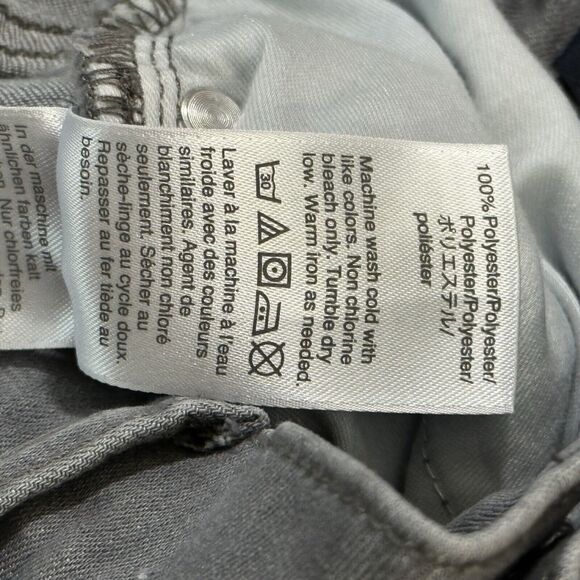 100% Polyester/Polyester/
Polyester/Polyester/
ポリエステル/
poliéster
Machine wash cold with
like colors. Non chlorine
bleach only. Tumble dry
low. Warm iron as needed.
30
Laver à la machine à l'eau
froide avec des couleurs
similaires. Agent de
blanchiment non chloré
seulement. Sécher au
sèche-linge au cycle doux.
Repasser au fer tiède au
besoin.
In der maschine mit
ähnlichen farben kalt
Nur chlorfreies